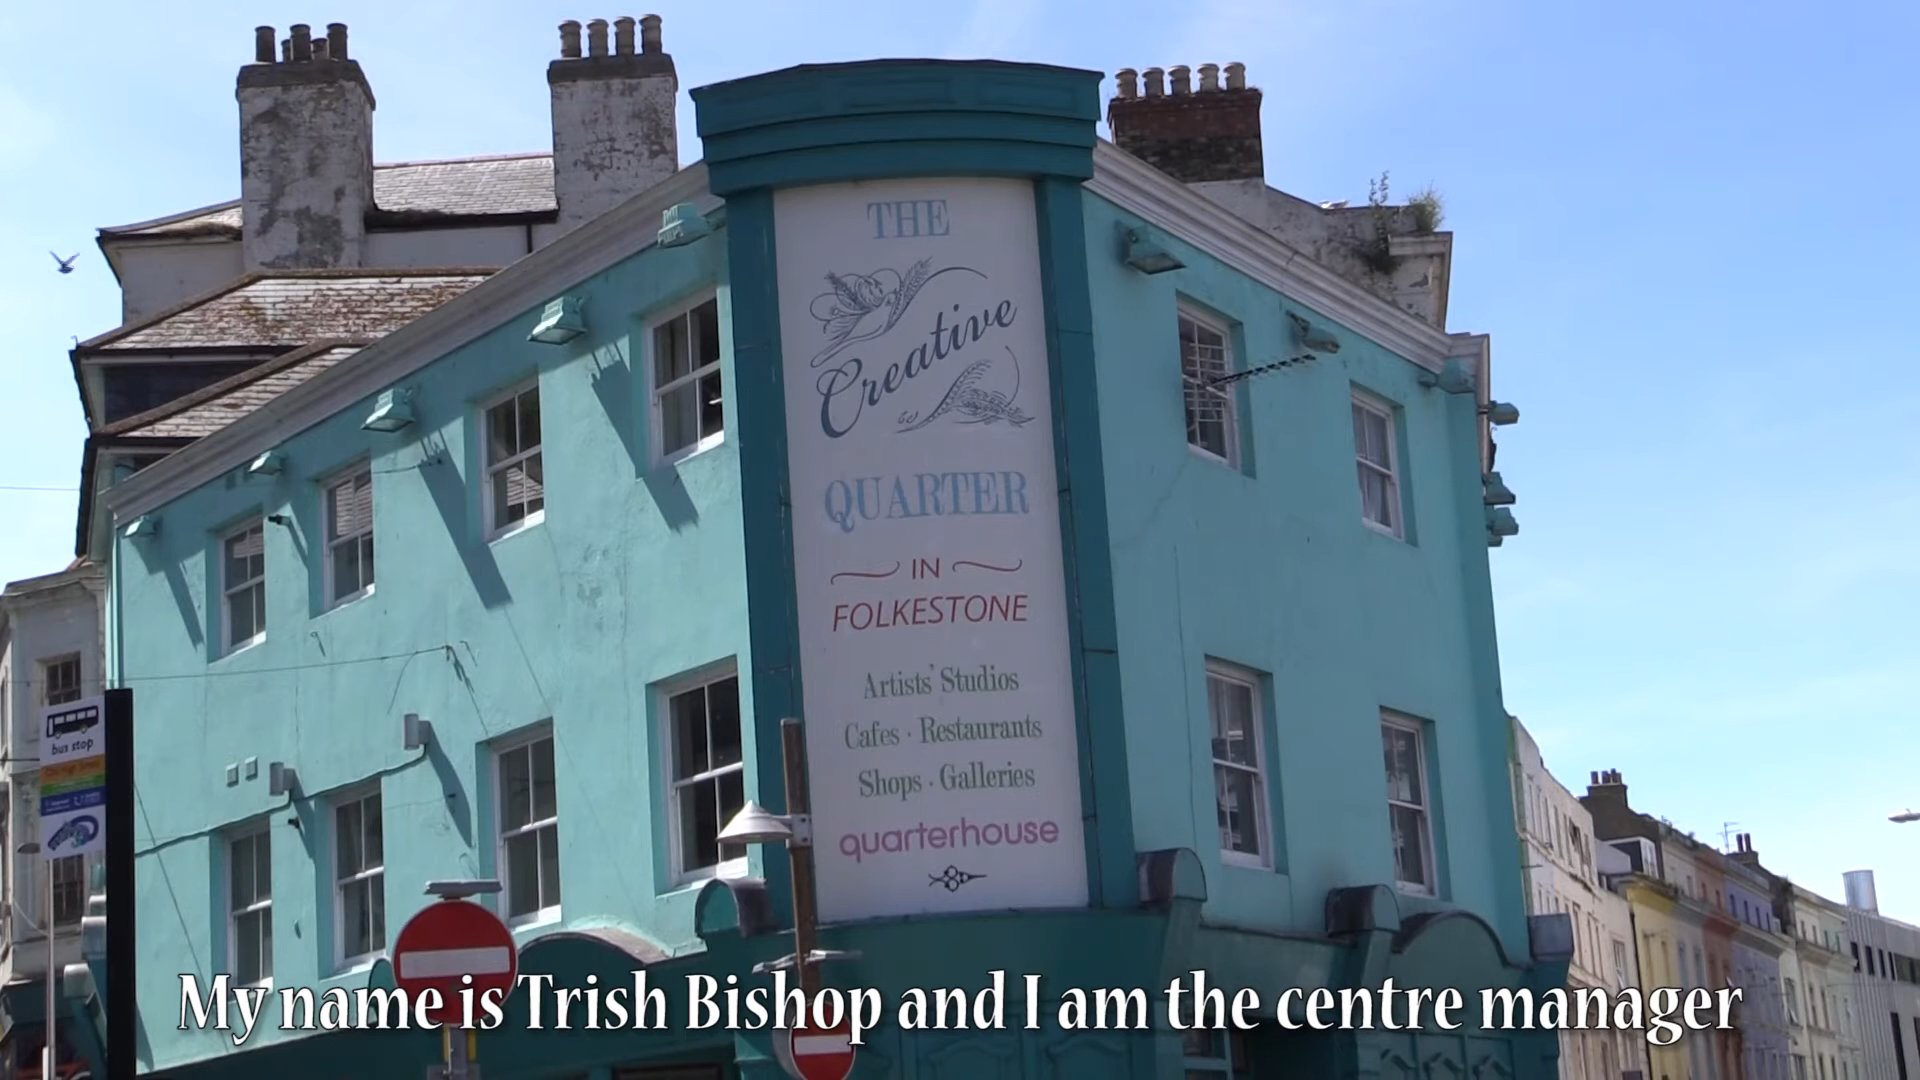 THE
Creative
QUARTER
IN
FOLKESTONE
Artists' Studios
Cafes · Restaurants
Shops · Galleries
quarterhouse
bus stop
My name is Trish Bishop and I am the centre manager